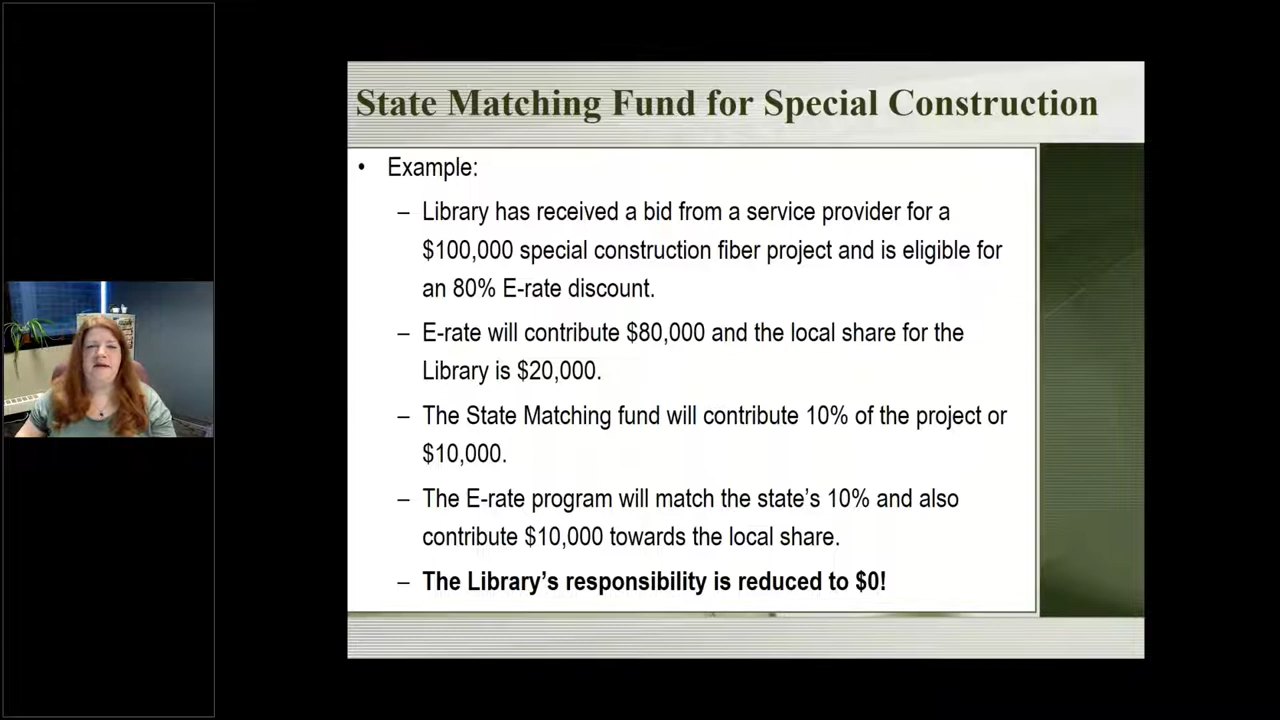 State Matching Fund for Special Construction
• Example:
– Library has received a bid from a service provider for a
$100,000 special construction fiber project and is eligible for
an 80% E-rate discount.
– E-rate will contribute $80,000 and the local share for the
Library is $20,000.
– The State Matching fund will contribute 10% of the project or
$10,000.
– The E-rate program will match the state’s 10% and also
contribute $10,000 towards the local share.
– The Library’s responsibility is reduced to $0!